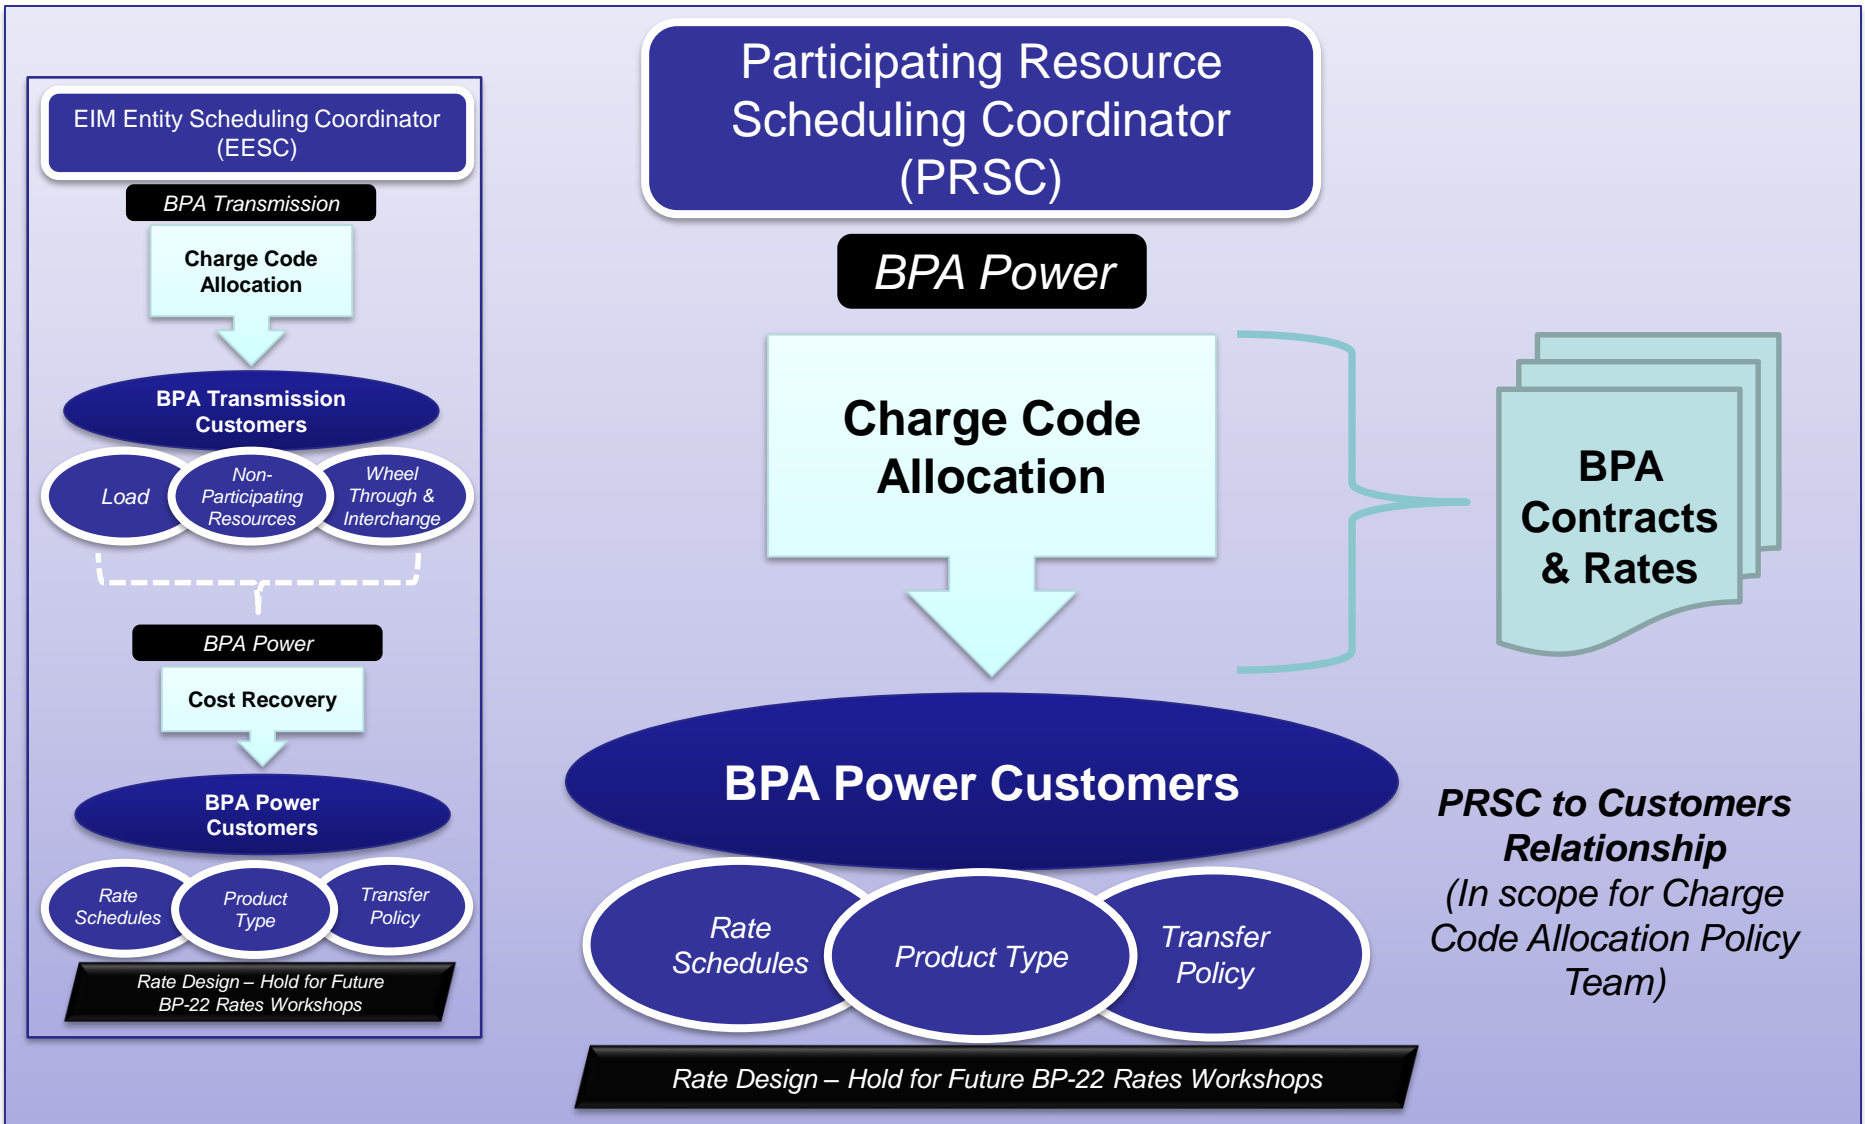 EIM Entity Scheduling Coordinator
(EESC)
BPA Transmission
Charge Code
Allocation
BPA Transmission
Customers
Load
Non-
Participating
Resources
Wheel
Through &
Interchange
BPA Power
Cost Recovery
BPA Power
Customers
Rate
Schedules
Product
Type
Transfer
Policy
Rate Design – Hold for Future
BP-22 Rates Workshops
Participating Resource
Scheduling Coordinator
(PRSC)
BPA Power
Charge Code
Allocation
BPA
Contracts
& Rates
BPA Power Customers
Rate
Schedules
Product Type
Transfer
Policy
Rate Design – Hold for Future BP-22 Rates Workshops
PRSC to Customers
Relationship
(In scope for Charge
Code Allocation Policy
Team)